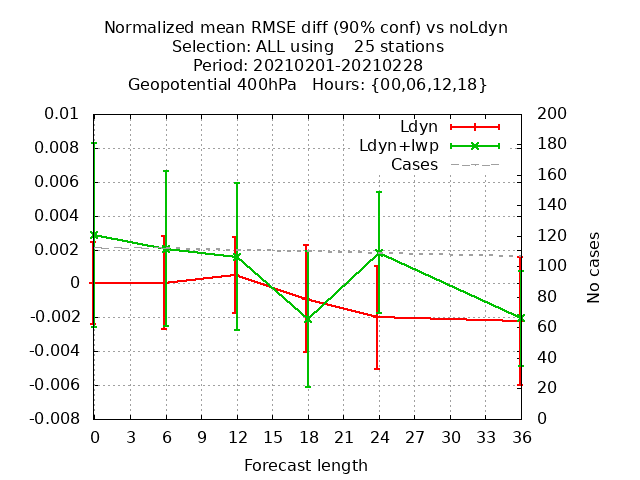 Normalized mean RMSE diff (90% conf) vs noLdyn
Selection: ALL using    25 stations
Period: 20210201-20210228
Geopotential 400hPa   Hours: {00,06,12,18}
Ldyn
Ldyn+lwp
Cases
0.01
0.008
0.006
0.004
0.002
0
-0.002
-0.004
-0.006
-0.008
200
180
160
140
120
100
80
60
40
20
0
No cases
0 3 6 9 12 15 18 21 24 27 30 33 36
Forecast length